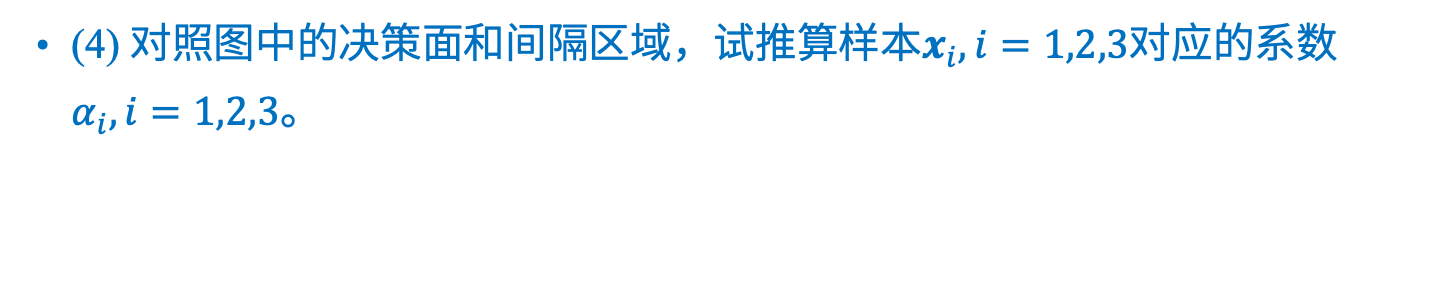 • (4) 对照图中的决策面和间隔区域，试推算样本𝒙ᵢ, i = 1,2,3对应的系数
αᵢ, i = 1,2,3。